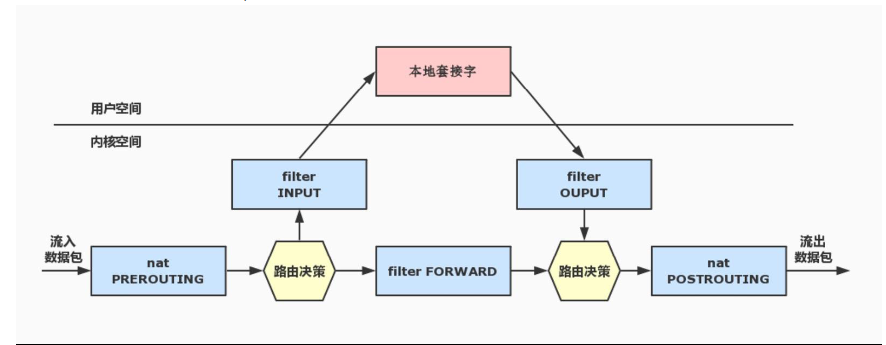 本地套接字
用户空间
内核空间
filter
INPUT
filter
OUPUT
流入
数据包
nat
PREROUTING
路由决策
filter FORWARD
路由决策
nat
POSTROUTING
流出
数据包